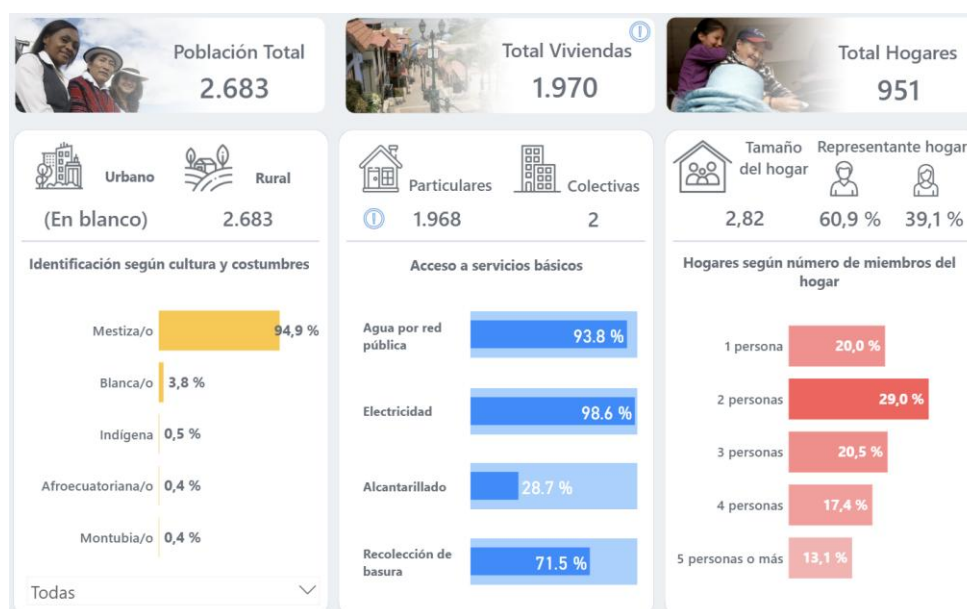 Población Total
2.683
Total Viviendas
1.970
Total Hogares
951
Urbano
Rural
(En blanco)
2.683
Identificación según cultura y costumbres
Mestiza/o
94,9 %
Blanca/o
3,8 %
Indígena
0,5 %
Afroecuatoriana/o
0,4 %
Montubia/o
0,4 %
Todas
Particulares
Colectivas
1.968
2
Acceso a servicios básicos
Agua por red
pública
93.8 %
Electricidad
98.6 %
Alcantarillado
28.7 %
Recolección de
basura
71.5 %
Tamaño
del hogar
Representante hogar
2,82
60,9 %
39,1 %
Hogares según número de miembros del
hogar
1 persona
20,0 %
2 personas
29,0 %
3 personas
20,5 %
4 personas
17,4 %
5 personas o más
13,1 %